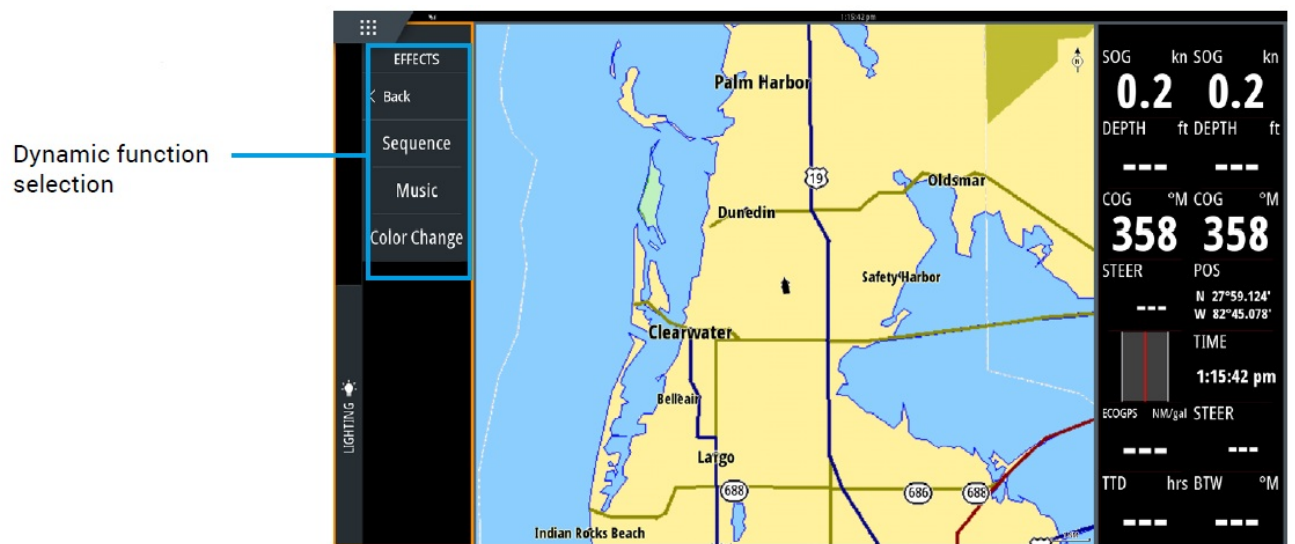 Dynamic function
selection
1:15:42 pm
EFFECTS
Back
Sequence
Music
Color Change
LIGHTING
N
Palm Harbor
19
Oldsmar
Dunedin
Safety Harbor
Clearwater
Belleair
Largo
688
686
688
Indian Rocks Beach
SOG kn SOG kn
0.2 0.2
DEPTH ft DEPTH ft
--- ---
COG °M COG °M
358 358
STEER POS
--- N 27°59.124'
W 82°45.078'
TIME
1:15:42 pm
ECOGPS NM/gal STEER
--- ---
TTD hrs BTW °M
--- ---